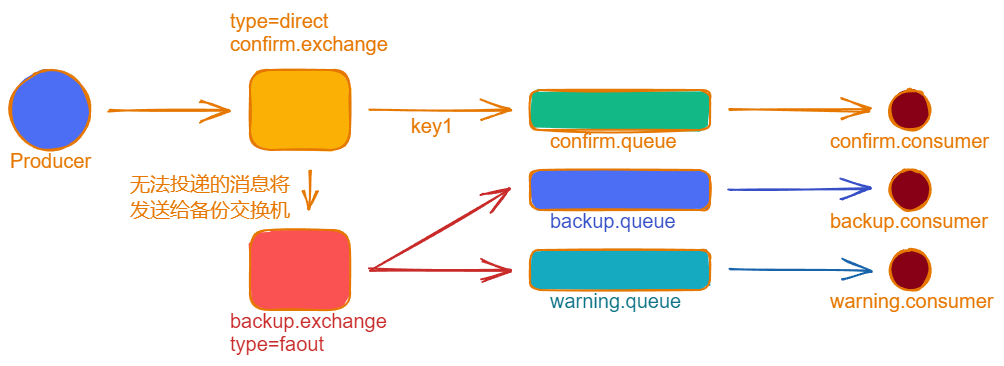 type=direct
confirm.exchange
key1
Producer
confirm.queue
confirm.consumer
无法投递的消息将
发送给备份交换机
backup.queue
backup.consumer
backup.exchange
type=faout
warning.queue
warning.consumer